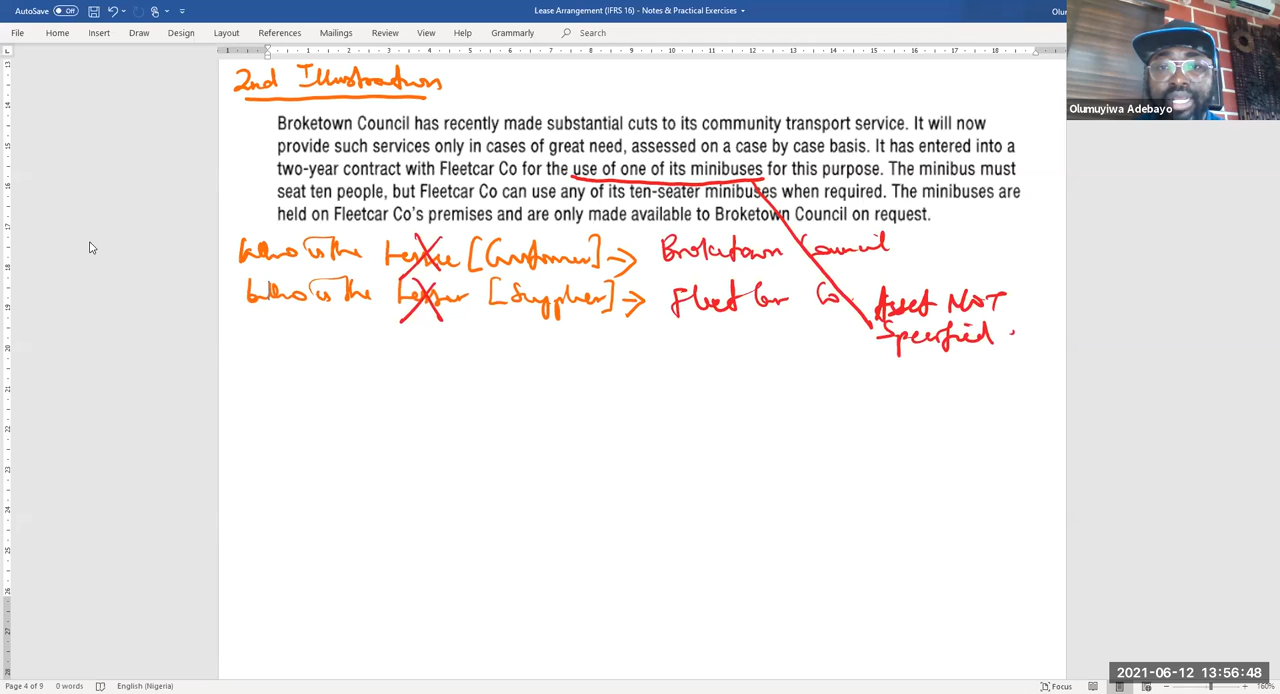 AutoSave Off Lease Arrangement (IFRS 16) - Notes & Practical Exercises Olun
File Home Insert Draw Design Layout References Mailings Review View Help Grammarly Search
Olumuyiwa Adebayo
2nd Illustration
Broketown Council has recently made substantial cuts to its community transport service. It will now
provide such services only in cases of great need, assessed on a case by case basis. It has entered into a
two-year contract with Fleetcar Co for the use of one of its minibuses for this purpose. The minibus must
seat ten people, but Fleetcar Co can use any of its ten-seater minibuses when required. The minibuses are
held on Fleetcar Co's premises and are only made available to Broketown Council on request.
Who is the Lessee [Customer] → Broketown Council
Who is the Lessor [Supplier] → Fleet Car Co
Asset NOT
Specified
2021-06-12 13:56:48
Page 4 of 9 0 words English (Nigeria) Focus 160%